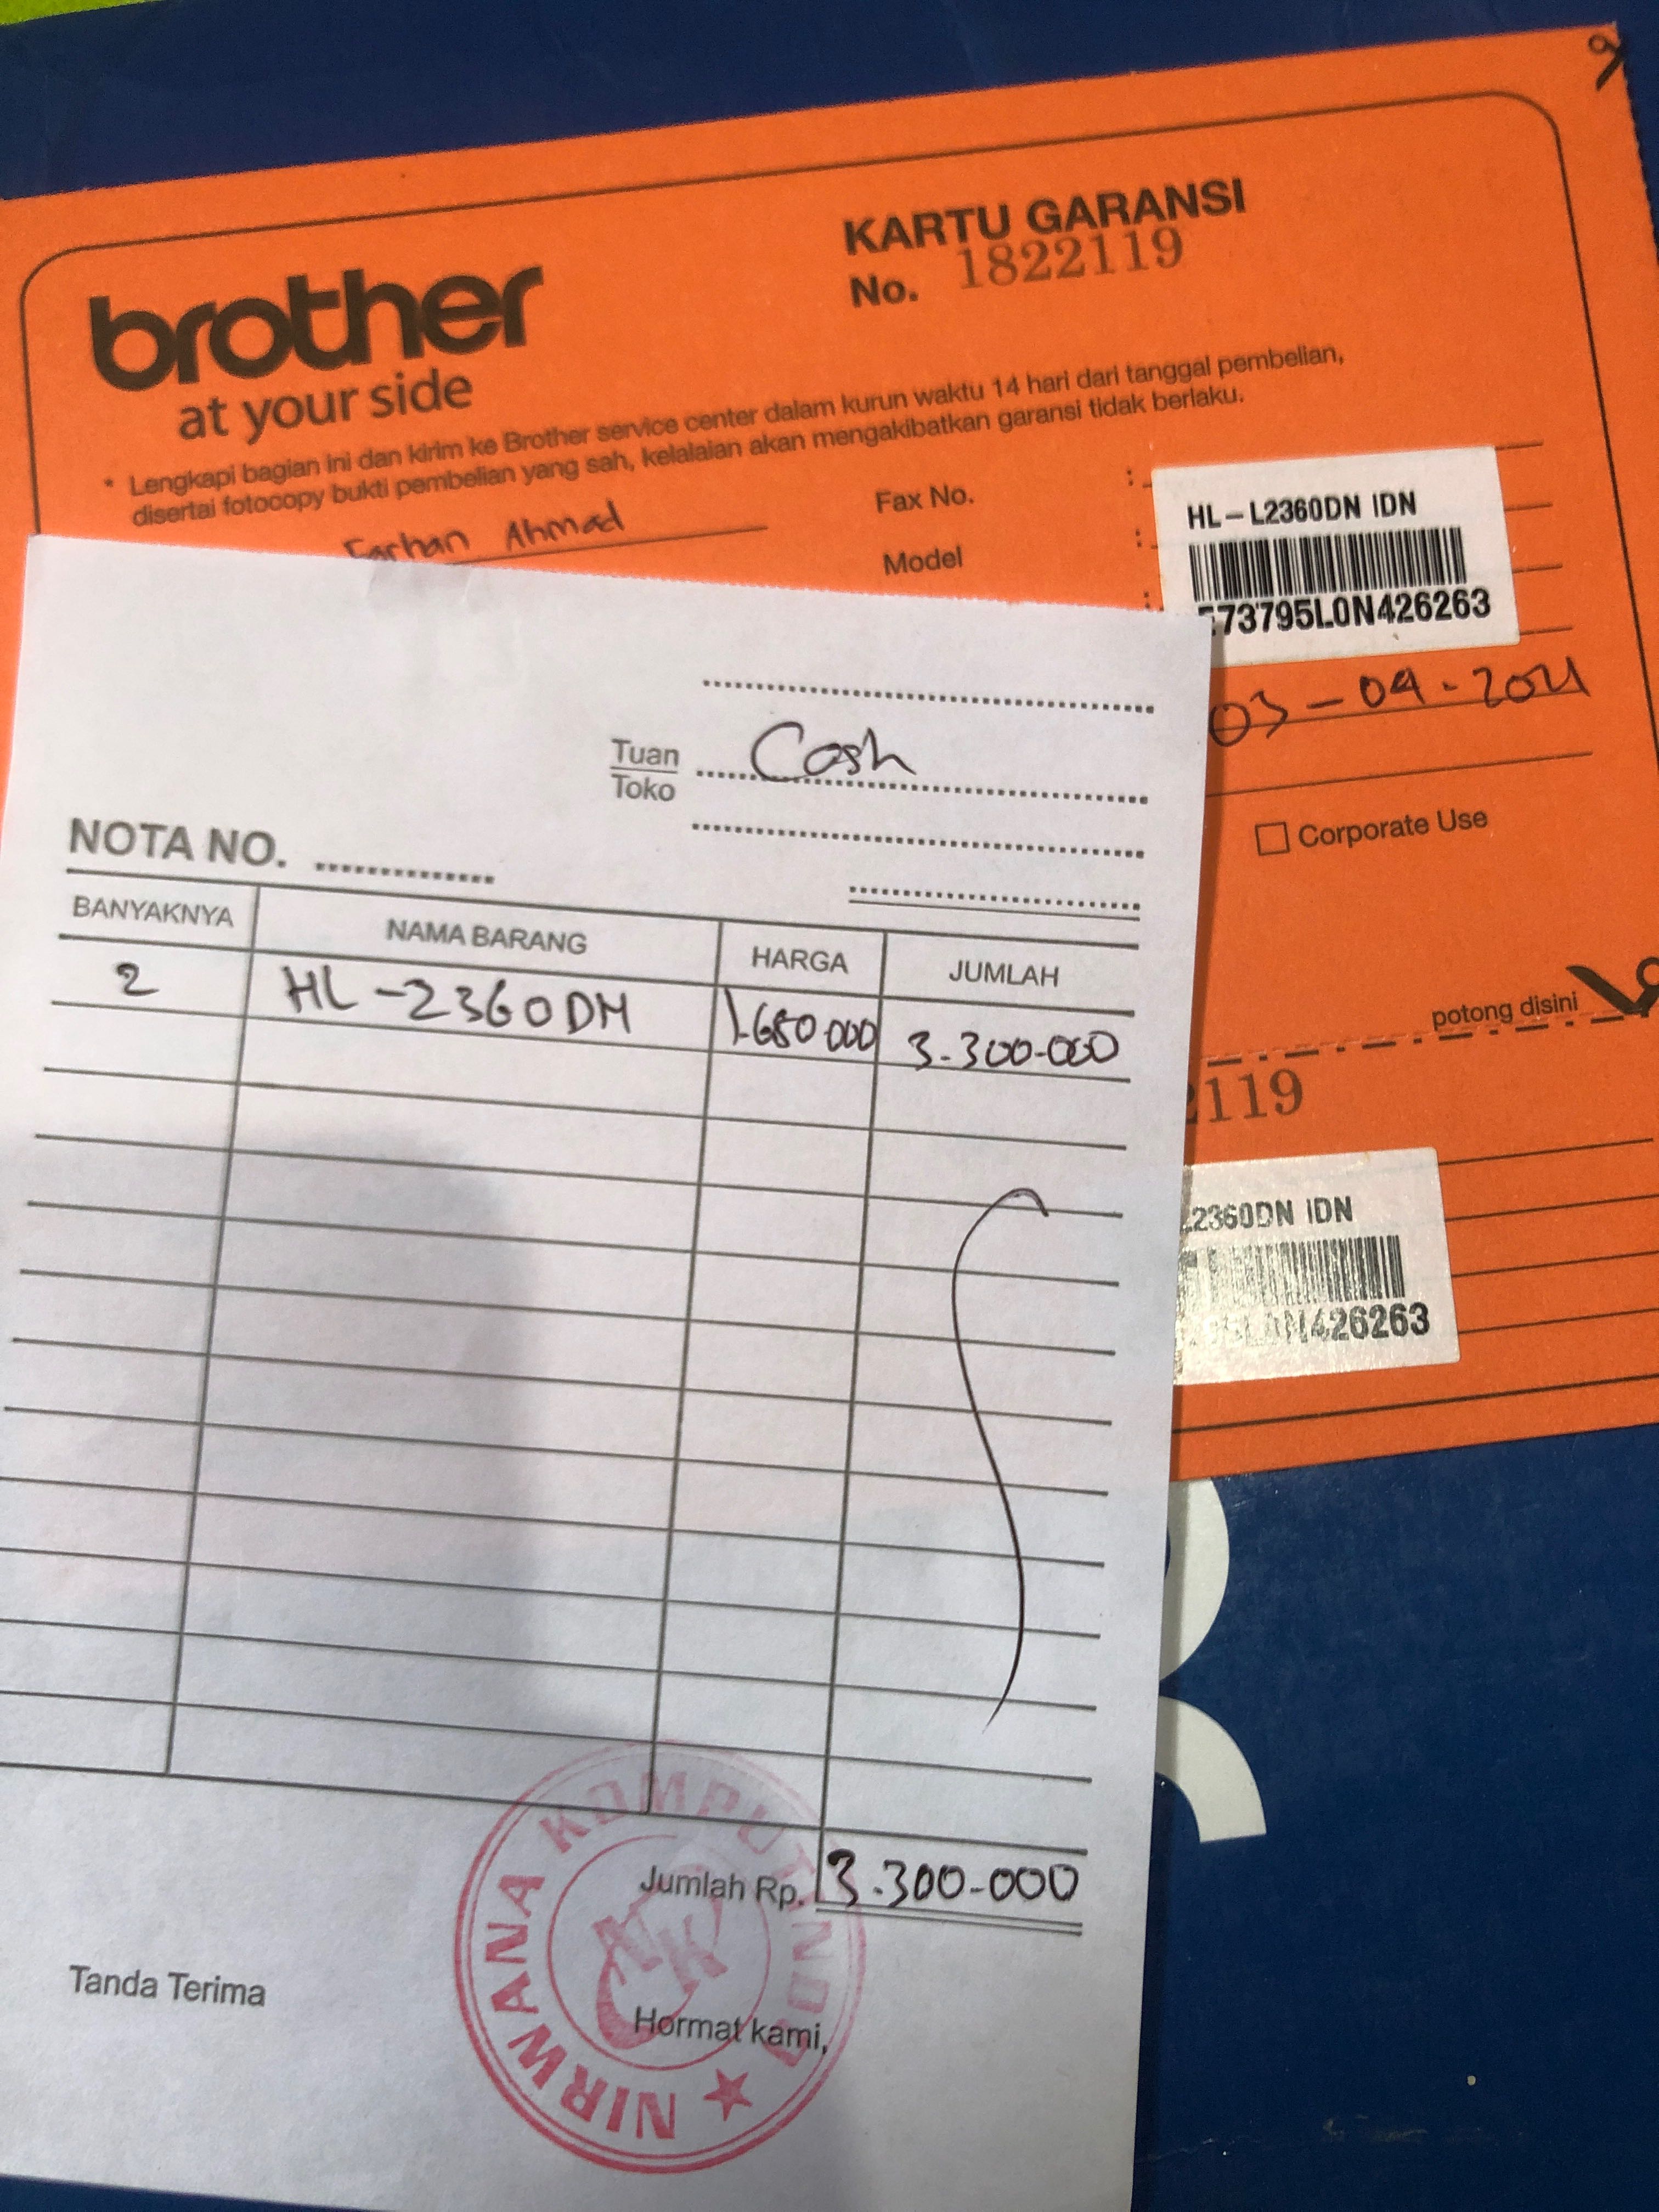 KARTU GARANSI
No. 1822119
brother
at your side
* Lengkapi bagian ini dan kirim ke Brother service center dalam kurun waktu 14 hari dari tanggal pembelian,
disertai fotocopy bukti pembelian yang sah, kelalaian akan mengakibatkan garansi tidak berlaku.
Farhan Ahmad
Fax No. :
Model :
HL-L2360DN IDN
73795L0N426263
03-04-2021
Corporate Use
potong disini
2119
L2360DN IDN
N426263
Tuan
Toko
Cash
NOTA NO.
BANYAKNYA NAMA BARANG HARGA JUMLAH
2 HL-2360DN 1.650.000 3.300.000
Jumlah Rp. 3.300.000
Tanda Terima
Hormat kami,
NIRWANA KOMPUTINDO
NK